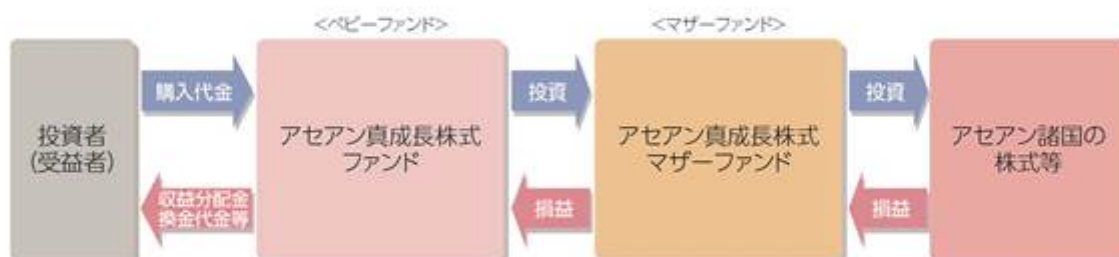 <ベビーファンド>
<マザーファンド>
投資者
(受益者)
購入代金
収益分配金
換金代金等
アセアン真成長株式
ファンド
投資
損益
アセアン真成長株式
マザーファンド
投資
損益
アセアン諸国の
株式等